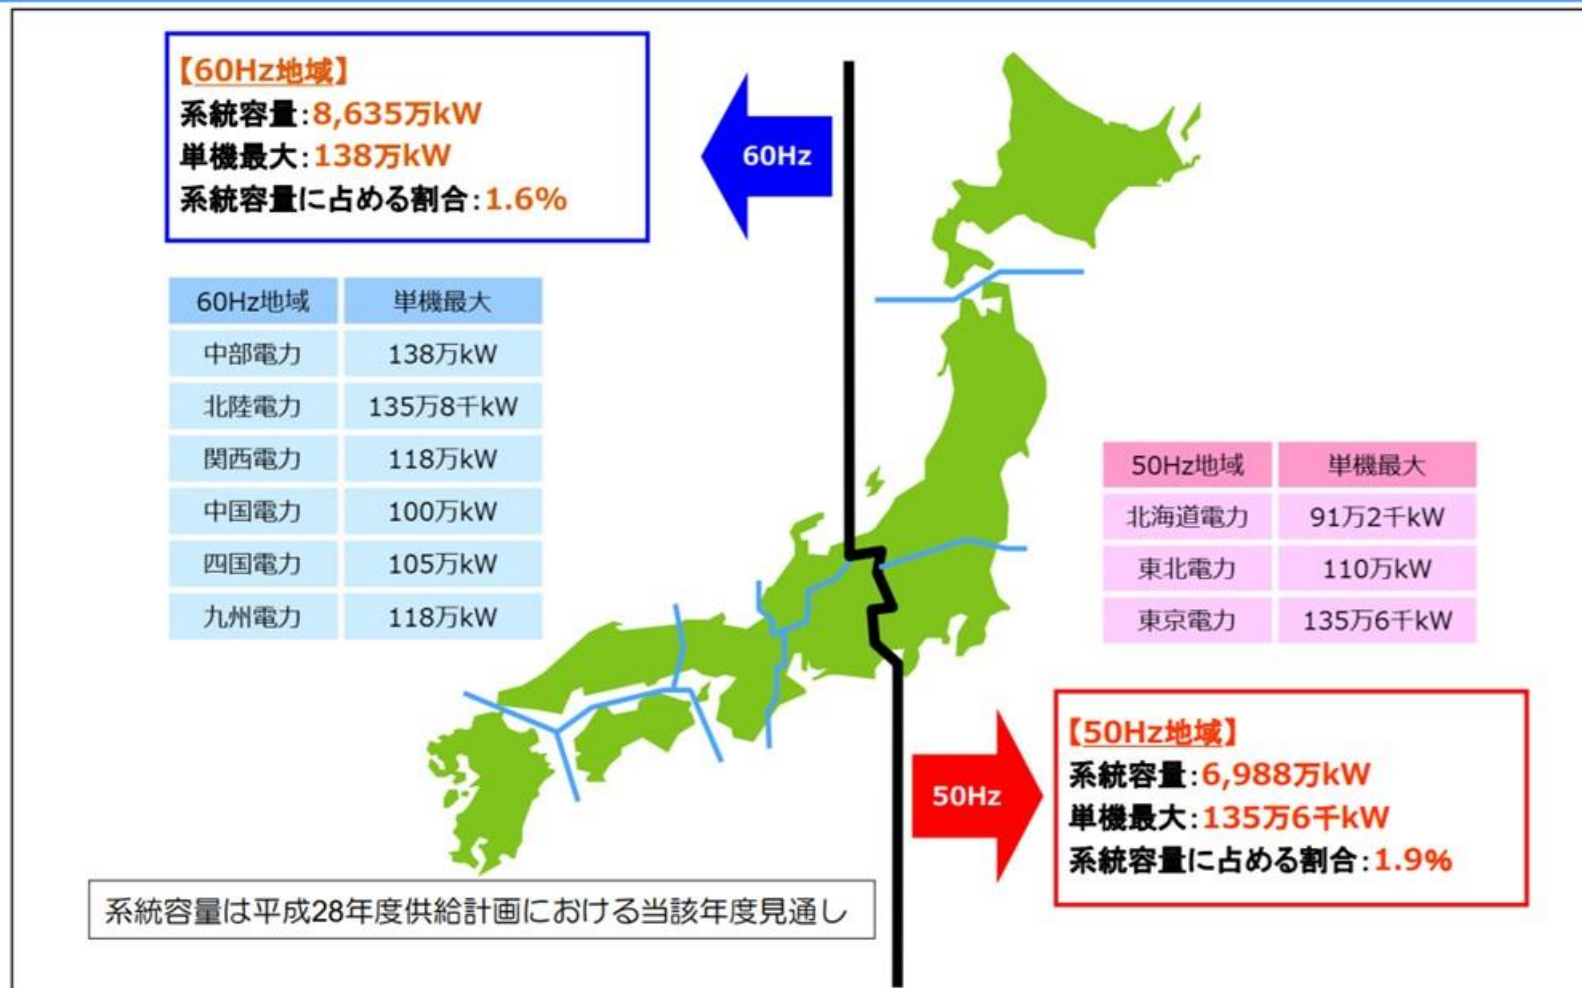 【60Hz地域】
系統容量:8,635万kW
単機最大:138万kW
系統容量に占める割合:1.6%
60Hz
60Hz地域 単機最大
中部電力 138万kW
北陸電力 135万8千kW
関西電力 118万kW
中国電力 100万kW
四国電力 105万kW
九州電力 118万kW
50Hz地域 単機最大
北海道電力 91万2千kW
東北電力 110万kW
東京電力 135万6千kW
50Hz
【50Hz地域】
系統容量:6,988万kW
単機最大:135万6千kW
系統容量に占める割合:1.9%
系統容量は平成28年度供給計画における当該年度見通し